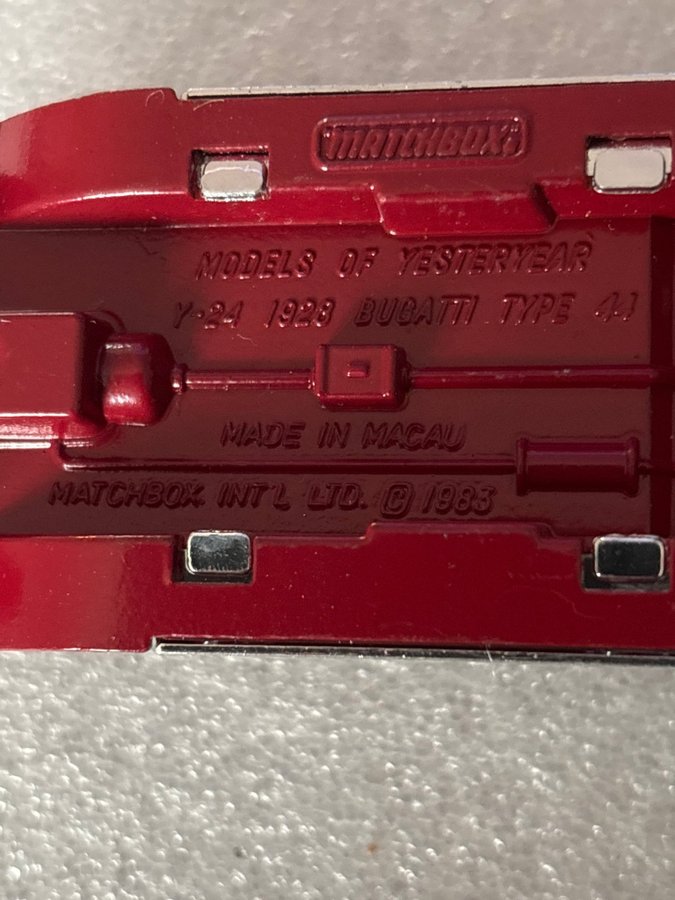 "MATCHBOX"
MODELS OF YESTERYEAR
Y-24 1928 BUGATTI TYPE 44
MADE IN MACAU
MATCHBOX INT'L LTD. © 1983